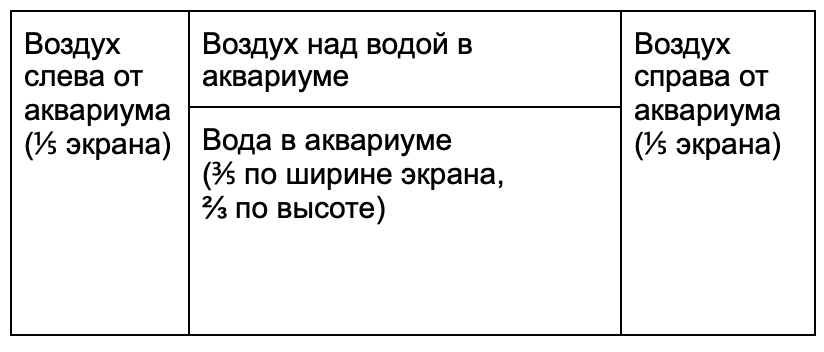 Воздух
слева от
аквариума
(⅕ экрана)
Воздух над водой в
аквариуме
Вода в аквариуме
(⅗ по ширине экрана,
⅔ по высоте)
Воздух
справа от
аквариума
(⅕ экрана)